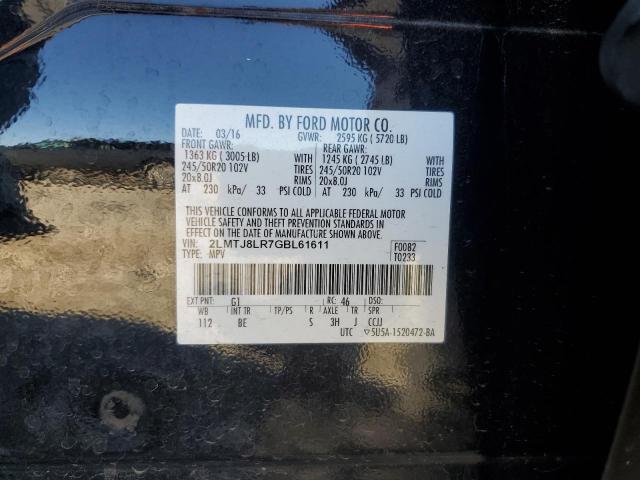 MFD. BY FORD MOTOR CO.
DATE: 03/16 GVWR: 2595 KG ( 5720 LB)
FRONT GAWR: REAR GAWR:
1363 KG ( 3005 LB) WITH 1245 KG ( 2745 LB) WITH
245/50R20 102V TIRES 245/50R20 102V TIRES
20x8.0J RIMS 20x8.0J RIMS
AT 230 kPa/ 33 PSI COLD AT 230 kPa/ 33 PSI COLD
THIS VEHICLE CONFORMS TO ALL APPLICABLE FEDERAL MOTOR
VEHICLE SAFETY AND THEFT PREVENTION STANDARDS IN
EFFECT ON THE DATE OF MANUFACTURE SHOWN ABOVE.
VIN: 2LMTJ8LR7GBL61611 F0082
TYPE: MPV T0233
EXT PNT: G1 RC: 46 DSO:
WB INT TR TP/PS R AXLE TR SPR
112 BE S 3H J CCJJ
UTC ▽5U5A-1520472-BA